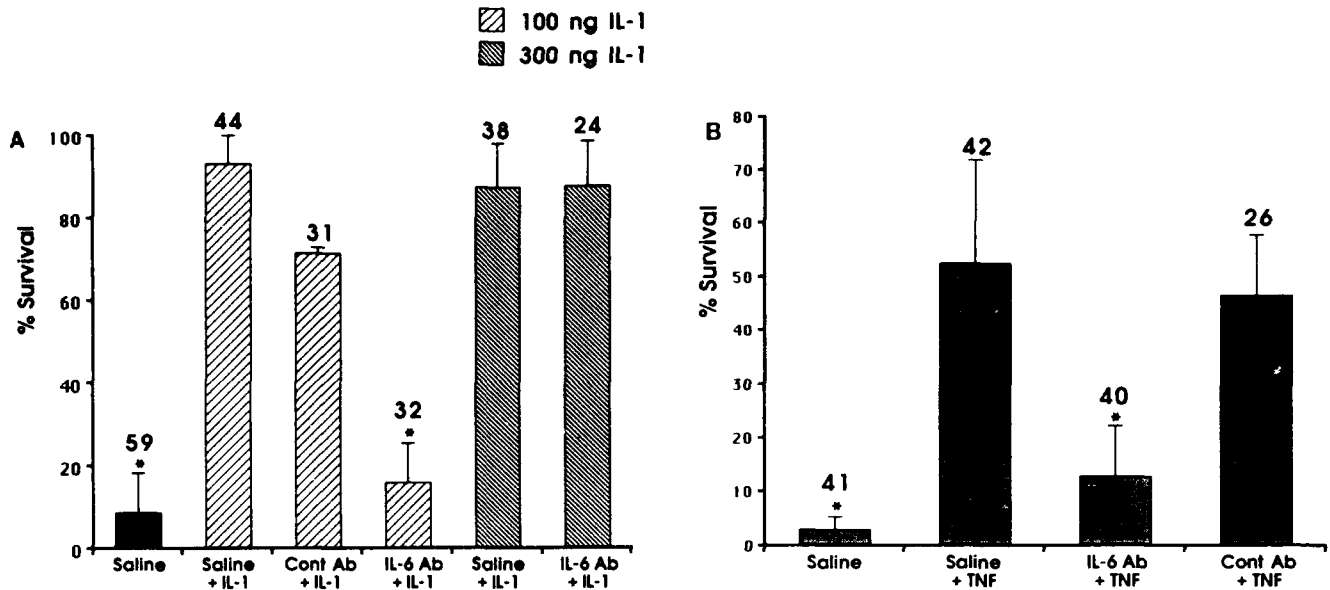 100 ng IL-1
300 ng IL-1
A
% Survival
100
80
60
40
20
0
59
*
44
31
32
*
38
24
Saline
Saline
+ IL-1
Cont Ab
+ IL-1
IL-6 Ab
+ IL-1
Saline
+ IL-1
IL-6 Ab
+ IL-1
B
% Survival
80
70
60
50
40
30
20
10
0
41
*
42
40
*
26
Saline
Saline
+ TNF
IL-6 Ab
+ TNF
Cont Ab
+ TNF